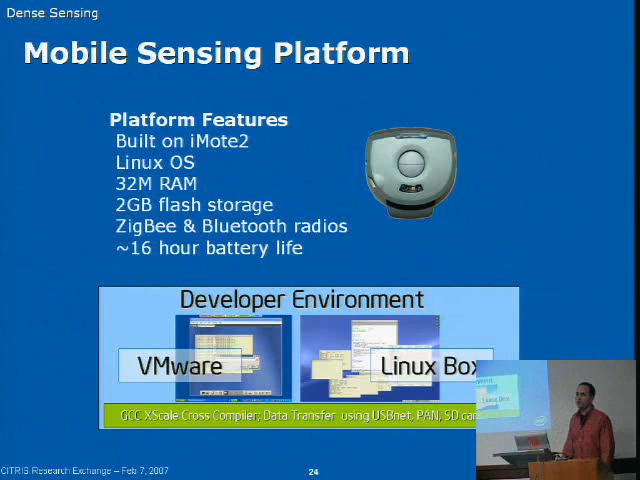 Dense Sensing
Mobile Sensing Platform
Platform Features
Built on iMote2
Linux OS
32M RAM
2GB flash storage
ZigBee & Bluetooth radios
~16 hour battery life
Developer Environment
VMware
Linux Box
GCC XScale Cross Compiler; Data Transfer using USBnet, PAN, SD car
CITRIS Research Exchange – Feb 7, 2007
24